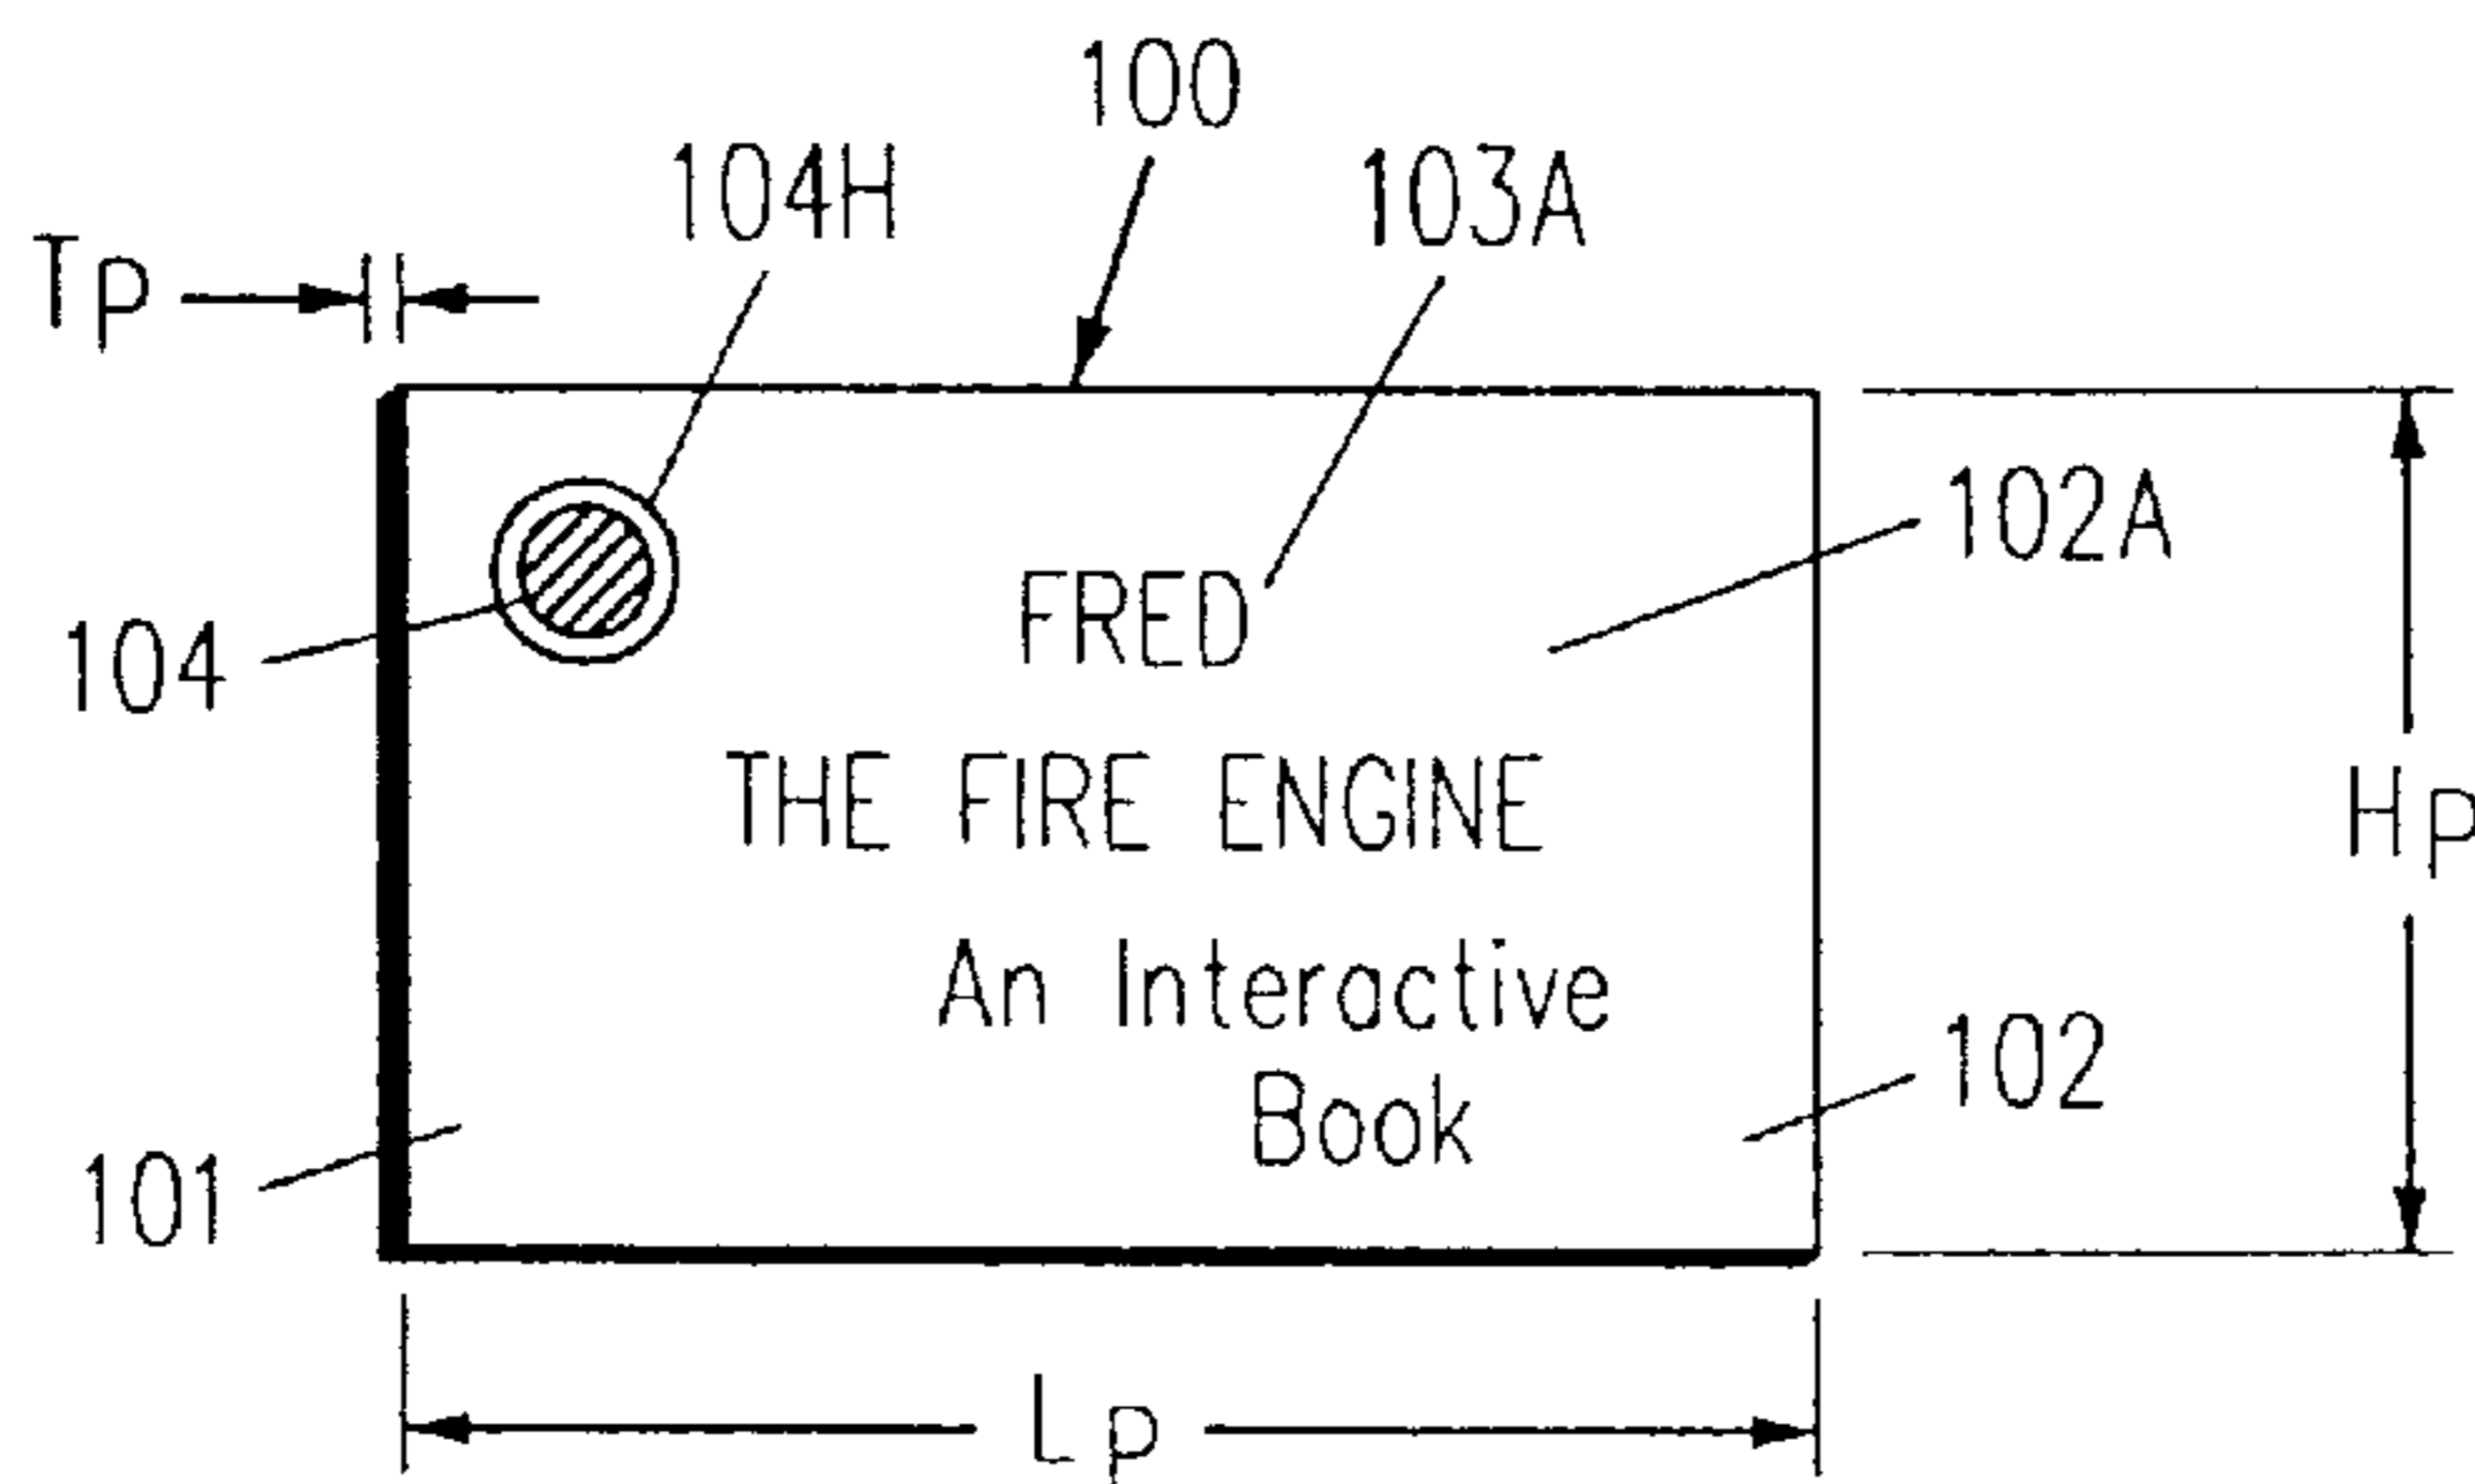 100
104H
103A
Tp
102A
FRED
104
THE FIRE ENGINE
Hp
An Interactive
102
Book
101
Lp